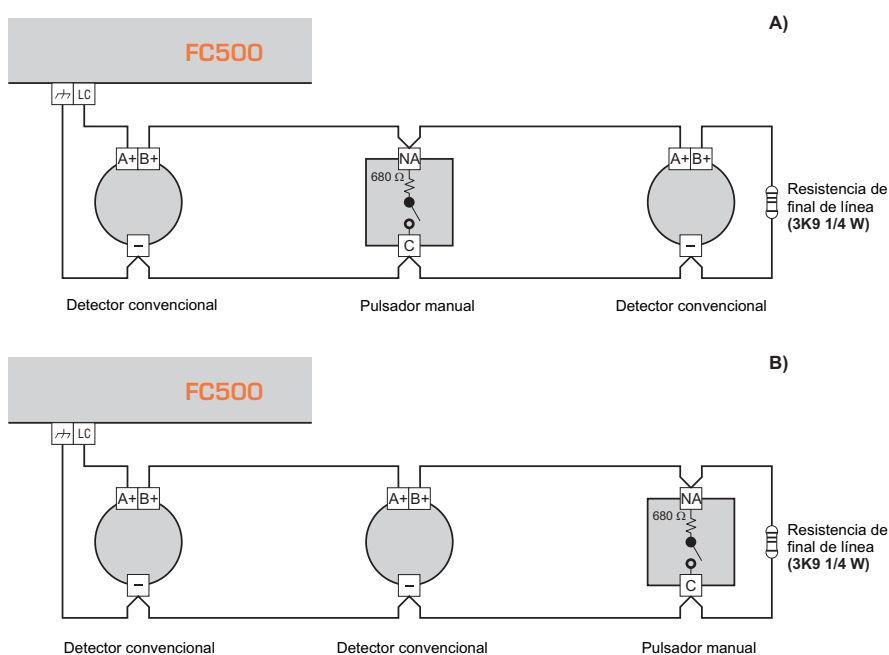 A)
FC500
LC
A+ B+
NA
A+ B+
680 Ω
Resistencia de
final de línea
(3K9 1/4 W)
–
C
–
Detector convencional
Pulsador manual
Detector convencional
B)
FC500
LC
A+ B+
A+ B+
NA
680 Ω
Resistencia de
final de línea
(3K9 1/4 W)
–
–
C
Detector convencional
Detector convencional
Pulsador manual